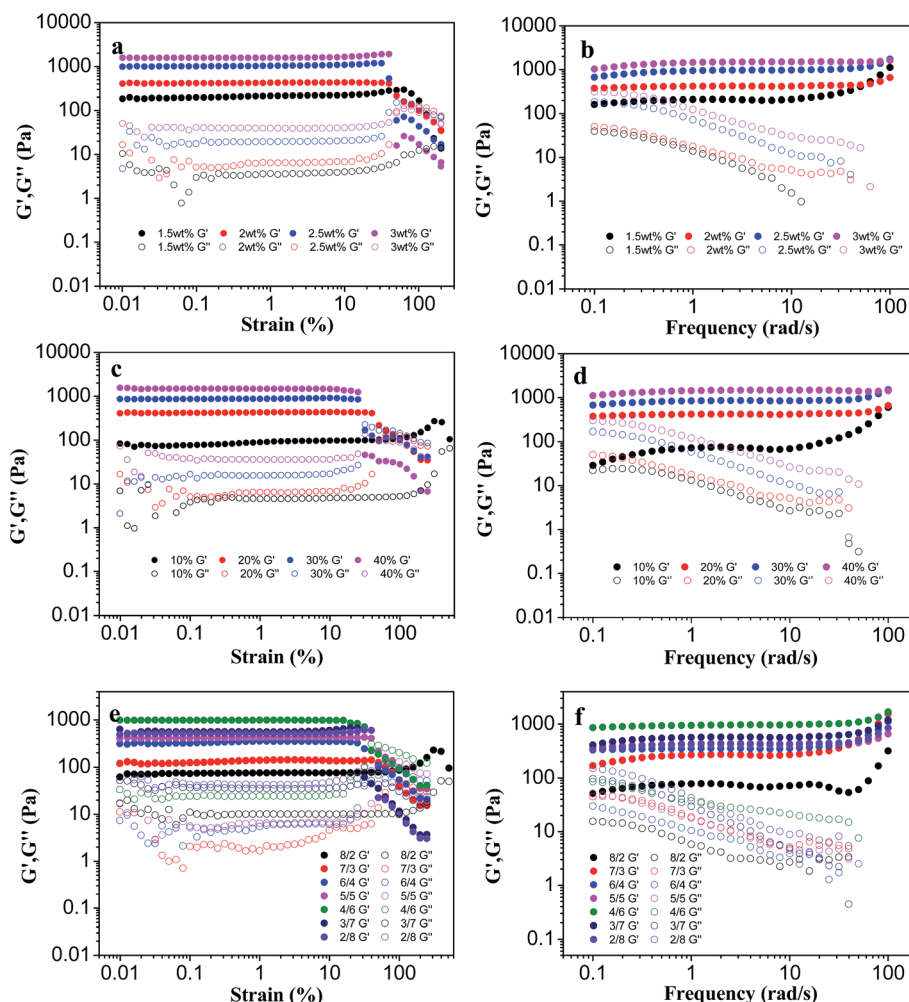 a
10000
1000
100
10
1
0.1
0.01
G',G'' (Pa)
1.5wt% G' 2wt% G' 2.5wt% G' 3wt% G'
1.5wt% G'' 2wt% G'' 2.5wt% G'' 3wt% G''
0.01 0.1 1 10 100
Strain (%)
b
10000
1000
100
10
1
0.1
0.01
G',G'' (Pa)
1.5wt% G' 2wt% G' 2.5wt% G' 3wt% G'
1.5wt% G'' 2wt% G'' 2.5wt% G'' 3wt% G''
0.1 1 10 100
Frequency (rad/s)
c
10000
1000
100
10
1
0.1
0.01
G',G'' (Pa)
10% G' 20% G' 30% G' 40% G'
10% G'' 20% G'' 30% G'' 40% G''
0.01 0.1 1 10 100
Strain (%)
d
10000
1000
100
10
1
0.1
0.01
G',G'' (Pa)
10% G' 20% G' 30% G' 40% G'
10% G'' 20% G'' 30% G'' 40% G''
0.1 1 10 100
Frequency (rad/s)
e
1000
100
10
1
0.1
0.01
G',G'' (Pa)
8/2 G' 8/2 G''
7/3 G' 7/3 G''
6/4 G' 6/4 G''
5/5 G' 5/5 G''
4/6 G' 4/6 G''
3/7 G' 3/7 G''
2/8 G' 2/8 G''
0.01 0.1 1 10 100
Strain (%)
f
1000
100
10
1
0.1
G',G'' (Pa)
8/2 G' 8/2 G''
7/3 G' 7/3 G''
6/4 G' 6/4 G''
5/5 G' 5/5 G''
4/6 G' 4/6 G''
3/7 G' 3/7 G''
2/8 G' 2/8 G''
0.1 1 10 100
Frequency (rad/s)